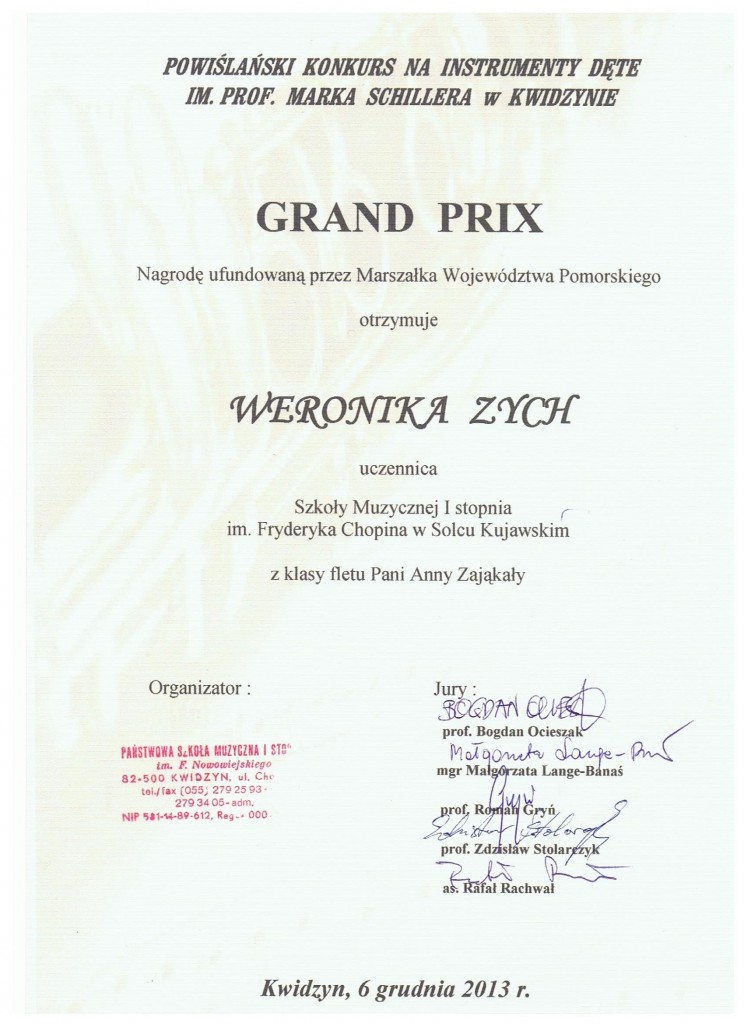 POWIŚLAŃSKI KONKURS NA INSTRUMENTY DĘTE
IM. PROF. MARKA SCHILLERA w KWIDZYNIE
GRAND PRIX
Nagrodę ufundowaną przez Marszałka Województwa Pomorskiego
otrzymuje
WERONIKA ZYCH
uczennica
Szkoły Muzycznej I stopnia
im. Fryderyka Chopina w Solcu Kujawskim
z klasy fletu Pani Anny Zająkały
Organizator :
PAŃSTWOWA SZKOŁA MUZYCZNA I
im. F. Nowowiejskiego
82-500 KWIDZYN, ul.
tel./fax (055) 279 25 93 -
279 34 05 - adm.
NIP 581-14-89-612, Reg. - 000
Jury :
BOGDAN
prof. Bogdan Ocieszak
Małgorzata Lange-
mgr Małgorzata Lange-Banaś
prof. Roman Gryń
prof. Zdzisław Stolarczyk
as. Rafał Rachwał
Kwidzyn, 6 grudnia 2013 r.